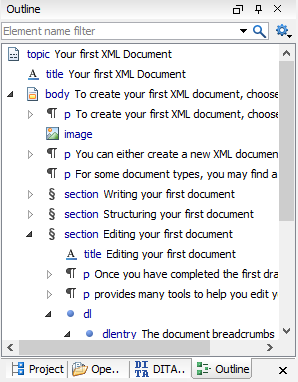 Outline
Element name filter
topic Your first XML Document
title Your first XML Document
body To create your first XML document, choose
p To create your first XML document, choose
image
p You can either create a new XML documen
p For some document types, you may find a
§ section Writing your first document
§ section Structuring your first document
§ section Editing your first document
title Editing your first document
p Once you have completed the first dra
p provides many tools to help you edit y
dl
dlentry The document breadcrumbs
Project Ope.. DITA DITA... Outline